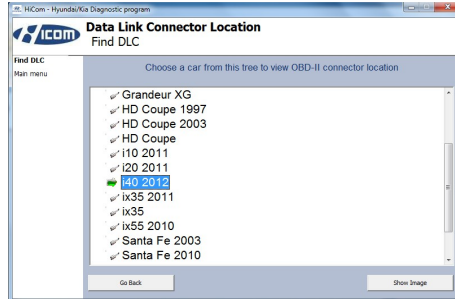 HiCom - Hyundai/Kia Diagnostic program
HICOM
Data Link Connector Location
Find DLC
Find DLC
Main menu
Choose a car from this tree to view OBD-II connector location
Grandeur XG
HD Coupe 1997
HD Coupe 2003
HD Coupe
i10 2011
i20 2011
i40 2012
ix35 2011
ix35
ix55 2010
Santa Fe 2003
Santa Fe 2010
Go Back
Show Image